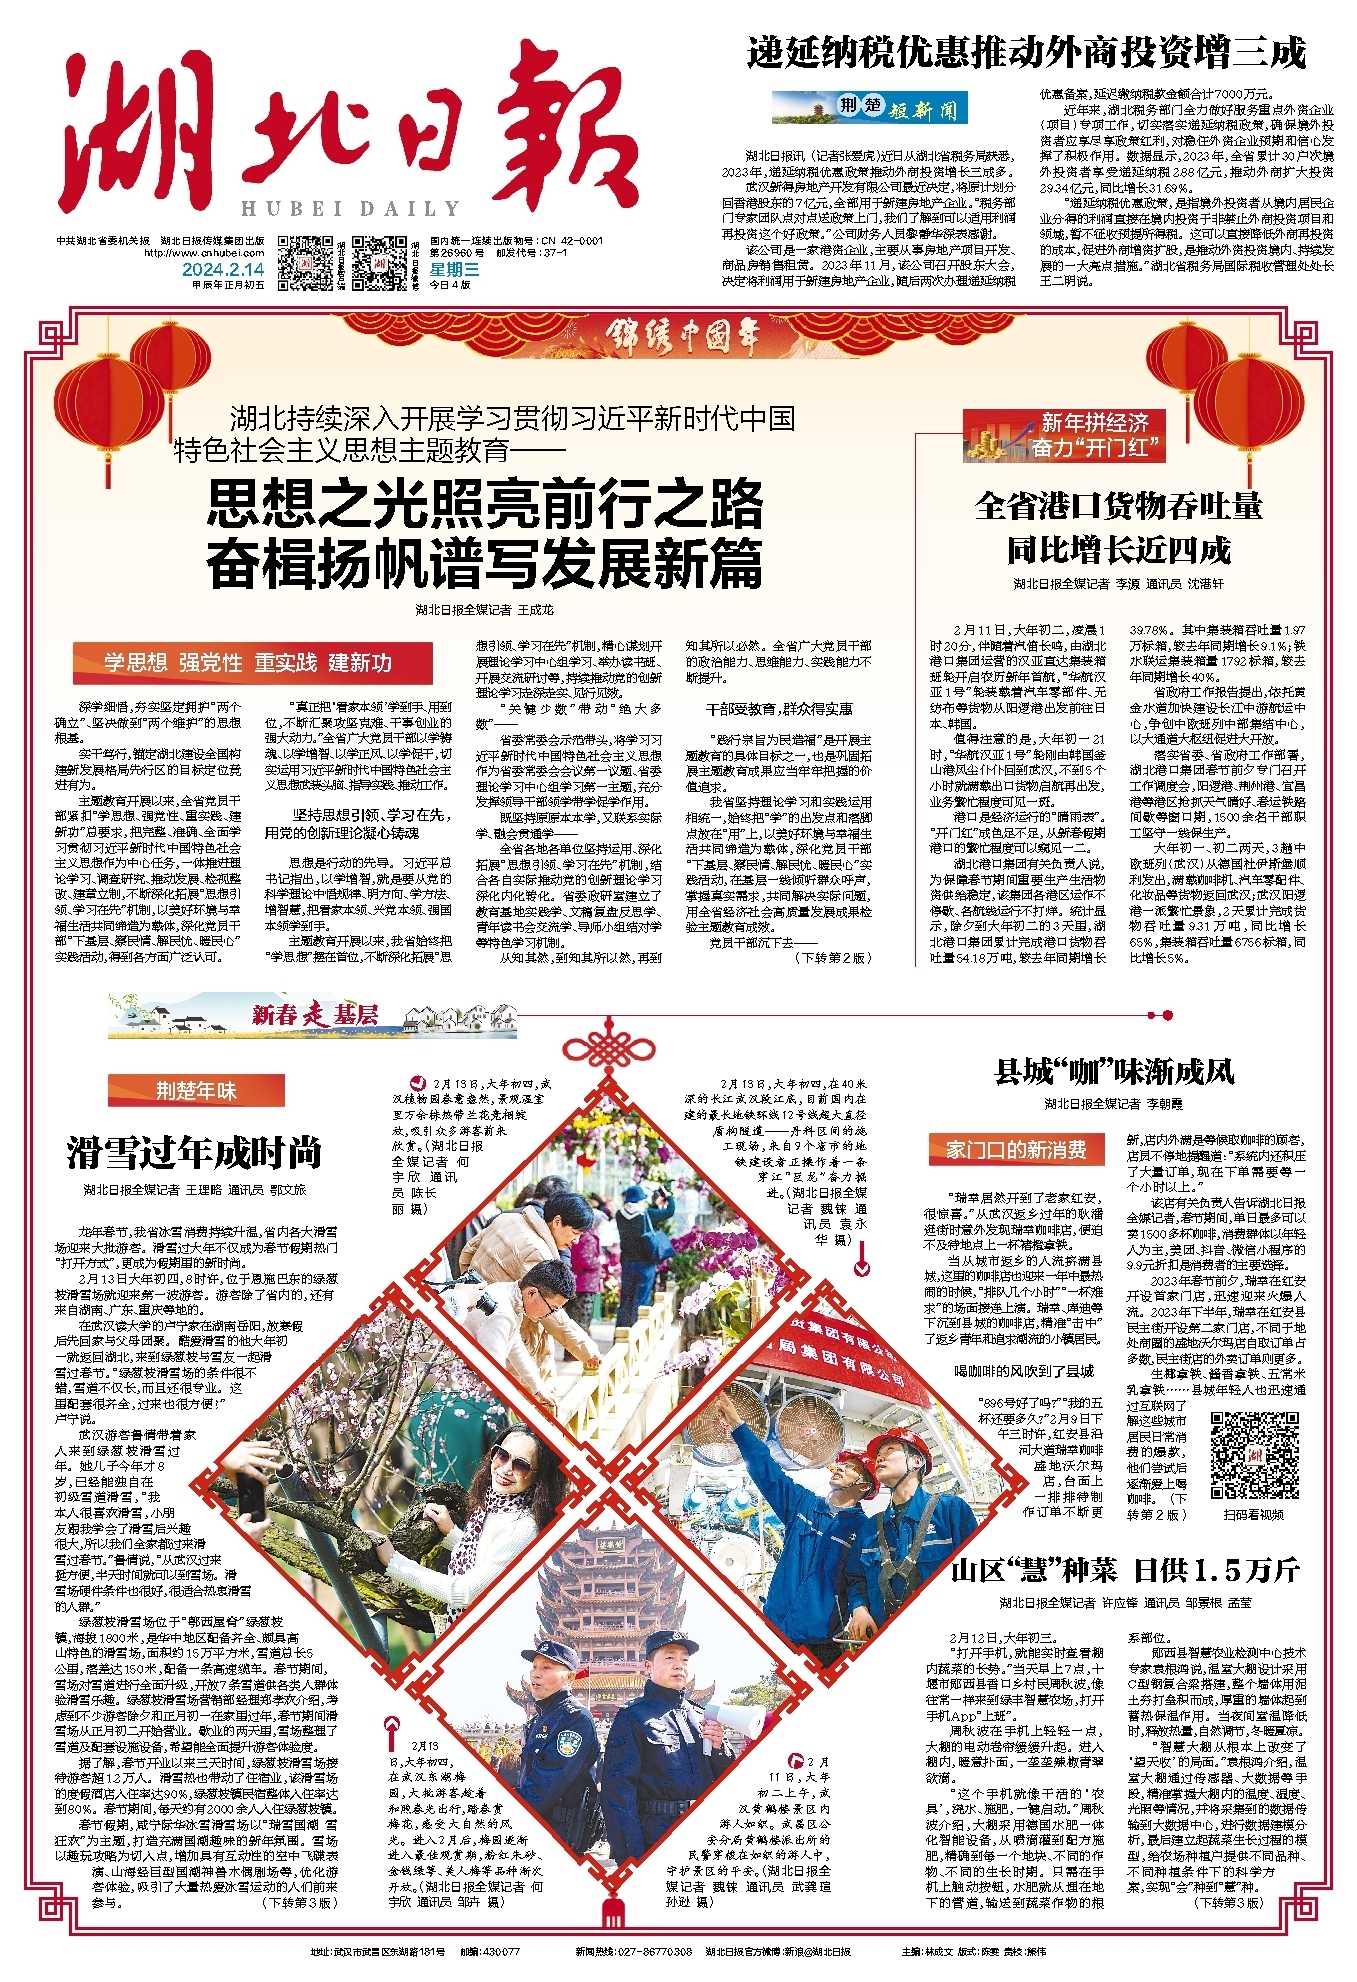 湖北日报
HUBEI DAILY
中共湖北省委机关报 湖北日报传媒集团出版
http://www.cnhubei.com
2024.2.14
甲辰年正月初五
国内统一连续出版物号：CN 42-0001
第26960号 邮发代号：37-1
星期三
今日4版
递延纳税优惠推动外商投资增三成
荆楚 短新闻
湖北日报讯（记者张爱虎）近日从湖北省税务局获悉，
2023年，递延纳税优惠政策推动外商投资增长三成多。
武汉新得房地产开发有限公司最近决定，将原计划分
回香港股东的7亿元，全部用于新建房地产企业。“税务部
门专家团队点对点送政策上门，我们了解到可以适用利润
再投资这个好政策。”公司财务人员黎静华深表感谢。
该公司是一家港资企业，主要从事房地产项目开发、
商品房销售租赁。2023年11月，该公司召开股东大会，
决定将利润用于新建房地产企业，随后两次办理递延纳税
优惠备案，延迟缴纳税款金额合计7000万元。
近年来，湖北税务部门全力做好服务重点外资企业
（项目）专项工作，切实落实递延纳税政策，确保境外投
资者应享尽享政策红利，对稳住外资企业预期和信心发
挥了积极作用。数据显示，2023年，全省累计30户次境
外投资者享受递延纳税2.88亿元，推动外商扩大投资
29.34亿元，同比增长31.69%。
“递延纳税优惠政策，是指境外投资者从境内居民企
业分得的利润直接在境内投资于非禁止外商投资项目和
领域，暂不征收预提所得税。这可以直接降低外商再投资
的成本，促进外商增资扩股，是推动外资投资境内、持续发
展的一大亮点措施。”湖北省税务局国际税收管理处处长
王二明说。
锦绣中国年
湖北持续深入开展学习贯彻习近平新时代中国
特色社会主义思想主题教育——
思想之光照亮前行之路
奋楫扬帆谱写发展新篇
湖北日报全媒记者 王成龙
学思想 强党性 重实践 建新功
深学细悟，夯实坚定拥护“两个
确立”、坚决做到“两个维护”的思想
根基。
实干笃行，锚定湖北建设全国构
建新发展格局先行区的目标定位竞
进有为。
主题教育开展以来，全省党员干
部紧扣“学思想、强党性、重实践、建
新功”总要求，把完整、准确、全面学
习贯彻习近平新时代中国特色社会
主义思想作为中心任务，一体推进理
论学习、调查研究、推动发展、检视整
改、建章立制，不断深化拓展“思想引
领、学习在先”机制，以美好环境与幸
福生活共同缔造为载体，深化党员干
部“下基层、察民情、解民忧、暖民心”
实践活动，得到各方面广泛认可。
“真正把‘看家本领’学到手、用到
位，不断汇聚攻坚克难、干事创业的
强大动力。”全省广大党员干部以学铸
魂、以学增智、以学正风、以学促干，切
实运用习近平新时代中国特色社会主
义思想武装头脑、指导实践、推动工作。
坚持思想引领、学习在先，
用党的创新理论凝心铸魂
思想是行动的先导。习近平总
书记指出，以学增智，就是要从党的
科学理论中悟规律、明方向、学方法、
增智慧，把看家本领、兴党本领、强国
本领学到手。
主题教育开展以来，我省始终把
“学思想”摆在首位，不断深化拓展“思
想引领、学习在先”机制，精心谋划开
展理论学习中心组学习、举办读书班、
开展交流研讨等，持续推动党的创新
理论学习走深走实、见行见效。
“关键少数”带动“绝大多
数”——
省委常委会示范带头，将学习习
近平新时代中国特色社会主义思想
作为省委常委会会议第一议题、省委
理论学习中心组学习第一主题，充分
发挥领导干部领学带学促学作用。
既坚持原原本本学，又联系实际
学、融会贯通学——
全省各地各单位坚持运用、深化
拓展“思想引领、学习在先”机制，结
合各自实际推动党的创新理论学习
深化内化转化。省委政研室建立了
教育基地实践学、文稿复盘反思学、
青年读书会交流学、导师小组结对学
等特色学习机制。
从知其然，到知其所以然，再到
知其所以必然。全省广大党员干部
的政治能力、思维能力、实践能力不
断提升。
干部受教育，群众得实惠
“践行宗旨为民造福”是开展主
题教育的具体目标之一，也是巩固拓
展主题教育成果应当牢牢把握的价
值追求。
我省坚持理论学习和实践运用
相统一，始终把“学”的出发点和落脚
点放在“用”上，以美好环境与幸福生
活共同缔造为载体，深化党员干部
“下基层、察民情、解民忧、暖民心”实
践活动，在基层一线倾听群众呼声，
掌握真实需求，共同解决实际问题，
用全省经济社会高质量发展成果检
验主题教育成效。
党员干部沉下去——
（下转第2版）
新年拼经济
奋力“开门红”
全省港口货物吞吐量
同比增长近四成
湖北日报全媒记者 李源 通讯员 沈港轩
2月11日，大年初二，凌晨1
时20分，伴随着汽笛长鸣，由湖北
港口集团运营的汉亚直达集装箱
班轮开启农历新年首航，“华航汉
亚1号”轮装载着汽车零部件、无
纺布等货物从阳逻港出发前往日
本、韩国。
值得注意的是，大年初一21
时，“华航汉亚1号”轮刚由韩国釜
山港风尘仆仆回到武汉，不到5个
小时就满载出口货物启航再出发，
业务繁忙程度可见一斑。
港口是经济运行的“晴雨表”。
“开门红”成色足不足，从新春假期
港口的繁忙程度可以窥见一二。
湖北港口集团有关负责人说，
为保障春节期间重要生产生活物
资供给稳定，该集团各港区运作不
停歇、各航线运行不打烊。统计显
示，除夕到大年初二的3天里，湖
北港口集团累计完成港口货物吞
吐量54.18万吨，较去年同期增长
39.78%。其中集装箱吞吐量1.97
万标箱，较去年同期增长9.1%；铁
水联运集装箱量1792标箱，较去
年同期增长40%。
省政府工作报告提出，依托黄
金水道加快建设长江中游航运中
心，争创中欧班列中部集结中心，
以大通道大枢纽促进大开放。
落实省委、省政府工作部署，
湖北港口集团春节前夕专门召开
工作调度会，阳逻港、荆州港、宜昌
港等港区抢抓天气晴好、春运铁路
间歇等窗口期，1500余名干部职
工坚守一线保生产。
大年初一、初二两天，3趟中
欧班列（武汉）从德国杜伊斯堡顺
利发出，满载咖啡机、汽车零配件、
化妆品等货物返回武汉；武汉阳逻
港一派繁忙景象，2天累计完成货
物吞吐量9.31万吨，同比增长
65%，集装箱吞吐量6756标箱，同
比增长5%。
新春走基层
荆楚年味
滑雪过年成时尚
湖北日报全媒记者 王理略 通讯员 鄂文旅
龙年春节，我省冰雪消费持续升温，省内各大滑雪
场迎来大批游客。滑雪过大年不仅成为春节假期热门
“打开方式”，更成为假期里的新时尚。
2月13日大年初四，8时许，位于恩施巴东的绿葱
坡滑雪场就迎来第一波游客。游客除了省内的，还有
来自湖南、广东、重庆等地的。
在武汉读大学的卢宁家在湖南岳阳，放寒假
后先回家与父母团聚。酷爱滑雪的他大年初
一就返回湖北，来到绿葱坡与雪友一起滑
雪过春节。“绿葱坡滑雪场的条件很不
错，雪道不仅长，而且还很专业。这
里配套很齐全，过来也很方便！”
卢宁说。
武汉游客鲁倩带着家
人来到绿葱坡滑雪过
年。她儿子今年才8
岁，已经能独自在
初级雪道滑雪，“我
本人很喜欢滑雪，小朋
友跟我学会了滑雪后兴趣
很大，所以我们全家都过来滑
雪过春节。”鲁倩说，“从武汉过来
挺方便，半天时间就可以到雪场。滑
雪场硬件条件也很好，很适合热衷滑雪
的人群。”
绿葱坡滑雪场位于“鄂西屋脊”绿葱坡
镇，海拔1800米，是华中地区配备齐全、颇具高
山特色的滑雪场，面积约15万平方米，雪道总长5
公里，落差达150米，配备一条高速缆车。春节期间，
雪场对雪道进行全面升级，开放7条雪道供各类人群体
验滑雪乐趣。绿葱坡滑雪场营销部经理郑孝欢介绍，考
虑到不少游客除夕和正月初一在家里过年，春节期间滑
雪场从正月初二开始营业。歇业的两天里，雪场整理了
雪道及配套设施设备，希望能全面提升游客体验度。
据了解，春节开业以来三天时间，绿葱坡滑雪场接
待游客超1.2万人。滑雪热也带动了住宿业，该滑雪场
的度假酒店入住率达90%，绿葱坡镇民宿整体入住率达
到80%。春节期间，每天约有2000余人入住绿葱坡镇。
春节假期，咸宁际华冰雪滑雪场以“瑞雪国潮 雪
狂欢”为主题，打造充满国潮趣味的新年氛围。雪场
以趣玩攻略为切入点，增加具有互动性的空中飞碟表
演、山海经巨型国潮神兽木偶剧场等，优化游
客体验，吸引了大量热爱冰雪运动的人们前来
参与。 （下转第3版）
2月13日，大年初四，武
汉植物园春意盎然，景观温室
里万余株热带兰花竞相绽
放，吸引众多游客前来
欣赏。（湖北日报
全媒记者 何
宇欣 通讯
员 陈长
丽 摄）
2月13日，大年初四，在40米
深的长江武汉段江底，目前国内在
建的最长地铁环线12号线超大直径
盾构隧道——丹科区间的施
工现场，来自9个省市的地
铁建设者正操作着一条
穿江“巨龙”奋力掘
进。（湖北日报全媒
记者 魏铼 通
讯员 袁永
华 摄）
2月13
日，大年初四，
在武汉东湖梅
园，大批游客趁着
和煦春光出行，踏春赏
梅花，感受大自然的风
光。进入2月后，梅园逐渐
进入最佳观赏期，粉红朱砂、
金钱绿萼、美人梅等品种渐次
开放。（湖北日报全媒记者 何
宇欣 通讯员 邹卉 摄）
2月
11日，大年
初二上午，武
汉黄鹤楼景区内
游人如织。武昌区公
安分局黄鹤楼派出所的
民警穿梭在如织的游人中，
守护景区的平安。（湖北日报全
媒记者 魏铼 通讯员 武龚瑄
孙逊 摄）
县城“咖”味渐成风
湖北日报全媒记者 李朝霞
家门口的新消费
“瑞幸居然开到了老家红安，
很惊喜。”从武汉返乡过年的耿潘
逛街时意外发现瑞幸咖啡店，便迫
不及待地点上一杯褚橙拿铁。
当从城市返乡的人流挤满县
城，这里的咖啡店也迎来一年中最热
闹的时候，“排队几个小时”“一杯难
求”的场面接连上演。瑞幸、库迪等
下沉到县城的咖啡店，精准“击中”
了返乡青年和追求潮流的小镇居民。
喝咖啡的风吹到了县城
“896号好了吗？”“我的五
杯还要多久？”2月9日下
午三时许，红安县沿
河大道瑞幸咖啡
盛地沃尔玛
店，台面上
一排排待制
作订单不断更
新，店内外满是等候取咖啡的顾客，
店员不停地提醒道：“系统内还积压
了大量订单，现在下单需要等一
个小时以上。”
该店有关负责人告诉湖北日报
全媒记者，春节期间，单日最多可以
卖1500多杯咖啡，消费群体以年轻
人为主，美团、抖音、微信小程序的
9.9元折扣是消费者的主要选择。
2023年春节前夕，瑞幸在红安
开设首家门店，迅速迎来火爆人
流。2023年下半年，瑞幸在红安县
民主街开设第二家门店，不同于地
处商圈的盛地沃尔玛店自取订单占
多数，民主街店的外卖订单则更多。
生椰拿铁、酱香拿铁、五常米
乳拿铁……县城年轻人也迅速通
过互联网了
解这些城市
居民日常消
费的爆款，
他们尝试后
逐渐爱上喝
咖啡。（下
转第2版）
扫码看视频
山区“慧”种菜 日供1.5万斤
湖北日报全媒记者 许应锋 通讯员 邹景根 孟莹
2月12日，大年初三。
“打开手机，就能实时查看棚
内蔬菜的长势。”当天早上7点，十
堰市郧西县香口乡村民周秋波，像
往常一样来到绿丰智慧农场，打开
手机App“上班”。
周秋波在手机上轻轻一点，
大棚的电动卷帘缓缓升起。进入
棚内，暖意扑面，一垄垄辣椒青翠
欲滴。
“这个手机就像干活的‘农
具’，浇水、施肥，一键启动。”周秋
波介绍，大棚采用德国水肥一体
化智能设备，从喷滴灌到配方施
肥，精确到每一个地块、不同的作
物、不同的生长时期。只需在手
机上触动按钮，水肥就从埋在地
下的管道，输送到蔬菜作物的根
系部位。
郧西县智慧农业检测中心技术
专家袁根鸿说，温室大棚设计采用
C型钢复合梁搭建，整个墙体用泥
土夯打垒积而成，厚重的墙体起到
蓄热保温作用。当夜间室温降低
时，释放热量，自然调节，冬暖夏凉。
“智慧大棚从根本上改变了
‘望天收’的局面。”袁根鸿介绍，温
室大棚通过传感器、大数据等手
段，精准掌握大棚内的温度、湿度、
光照等情况，并将采集到的数据传
输到大数据中心，进行数据建模分
析，最后建立起蔬菜生长过程的模
型，给农场种植户提供不同品种、
不同种植条件下的科学方
案，实现“会”种到“慧”种。
（下转第3版）
地址：武汉市武昌区东湖路181号 邮编：430077 新闻热线：027-86770308 湖北日报官方微博：新浪@湖北日报 主编：林成文 版式：陈雯 责校：熊伟